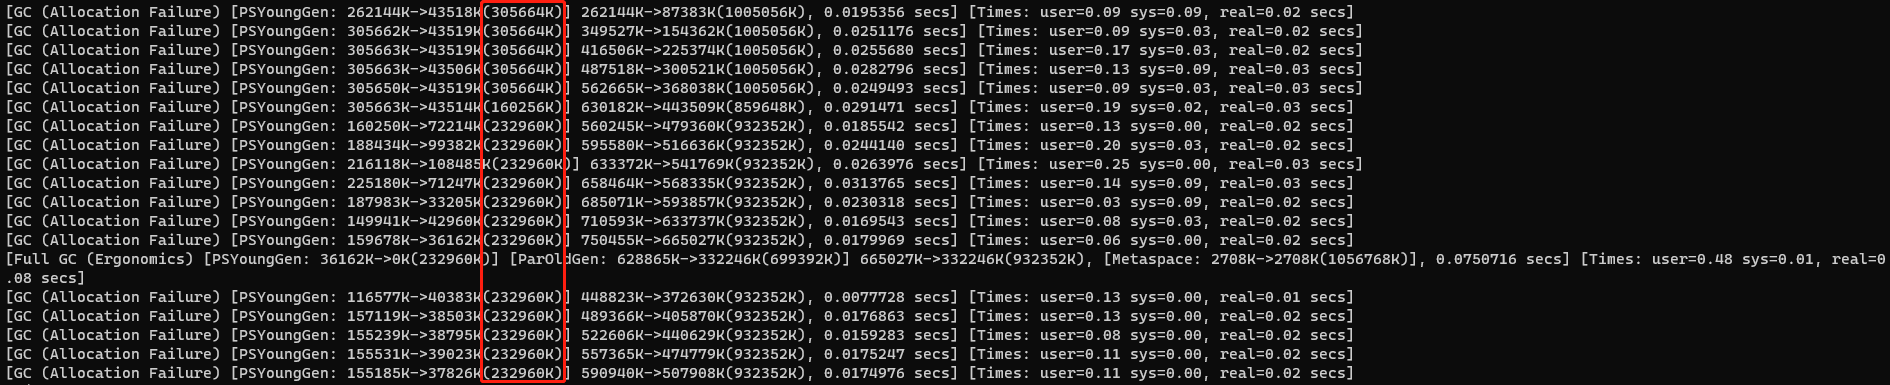 [GC (Allocation Failure) [PSYoungGen: 262144K->43518K(305664K)] 262144K->87383K(1005056K), 0.0195356 secs] [Times: user=0.09 sys=0.09, real=0.02 secs]
[GC (Allocation Failure) [PSYoungGen: 305662K->43519K(305664K)] 349527K->154362K(1005056K), 0.0251176 secs] [Times: user=0.09 sys=0.03, real=0.02 secs]
[GC (Allocation Failure) [PSYoungGen: 305663K->43519K(305664K)] 416506K->225374K(1005056K), 0.0255680 secs] [Times: user=0.17 sys=0.03, real=0.02 secs]
[GC (Allocation Failure) [PSYoungGen: 305663K->43506K(305664K)] 487518K->300521K(1005056K), 0.0282796 secs] [Times: user=0.13 sys=0.09, real=0.03 secs]
[GC (Allocation Failure) [PSYoungGen: 305650K->43519K(305664K)] 562665K->368038K(1005056K), 0.0249493 secs] [Times: user=0.09 sys=0.03, real=0.03 secs]
[GC (Allocation Failure) [PSYoungGen: 305663K->43514K(160256K)] 630182K->443509K(859648K), 0.0291471 secs] [Times: user=0.19 sys=0.02, real=0.03 secs]
[GC (Allocation Failure) [PSYoungGen: 160250K->72214K(232960K)] 560245K->479360K(932352K), 0.0185542 secs] [Times: user=0.13 sys=0.00, real=0.02 secs]
[GC (Allocation Failure) [PSYoungGen: 188434K->99382K(232960K)] 595580K->516636K(932352K), 0.0244140 secs] [Times: user=0.20 sys=0.03, real=0.02 secs]
[GC (Allocation Failure) [PSYoungGen: 216118K->108485K(232960K)] 633372K->541769K(932352K), 0.0263976 secs] [Times: user=0.25 sys=0.00, real=0.03 secs]
[GC (Allocation Failure) [PSYoungGen: 225180K->71247K(232960K)] 658464K->568335K(932352K), 0.0313765 secs] [Times: user=0.14 sys=0.09, real=0.03 secs]
[GC (Allocation Failure) [PSYoungGen: 187983K->33205K(232960K)] 685071K->593857K(932352K), 0.0230318 secs] [Times: user=0.03 sys=0.09, real=0.02 secs]
[GC (Allocation Failure) [PSYoungGen: 149941K->42960K(232960K)] 710593K->633737K(932352K), 0.0169543 secs] [Times: user=0.08 sys=0.03, real=0.02 secs]
[GC (Allocation Failure) [PSYoungGen: 159678K->36162K(232960K)] 750455K->665027K(932352K), 0.0179969 secs] [Times: user=0.06 sys=0.00, real=0.02 secs]
[Full GC (Ergonomics) [PSYoungGen: 36162K->0K(232960K)] [ParOldGen: 628865K->332246K(699392K)] 665027K->332246K(932352K), [Metaspace: 2708K->2708K(1056768K)], 0.0750716 secs] [Times: user=0.48 sys=0.01, real=0
.08 secs]
[GC (Allocation Failure) [PSYoungGen: 116577K->40383K(232960K)] 448823K->372630K(932352K), 0.0077728 secs] [Times: user=0.13 sys=0.00, real=0.01 secs]
[GC (Allocation Failure) [PSYoungGen: 157119K->38503K(232960K)] 489366K->405870K(932352K), 0.0176863 secs] [Times: user=0.13 sys=0.00, real=0.02 secs]
[GC (Allocation Failure) [PSYoungGen: 155239K->38795K(232960K)] 522606K->440629K(932352K), 0.0159283 secs] [Times: user=0.08 sys=0.00, real=0.02 secs]
[GC (Allocation Failure) [PSYoungGen: 155531K->39023K(232960K)] 557365K->474779K(932352K), 0.0175247 secs] [Times: user=0.11 sys=0.00, real=0.02 secs]
[GC (Allocation Failure) [PSYoungGen: 155185K->37826K(232960K)] 590940K->507908K(932352K), 0.0174976 secs] [Times: user=0.11 sys=0.00, real=0.02 secs]